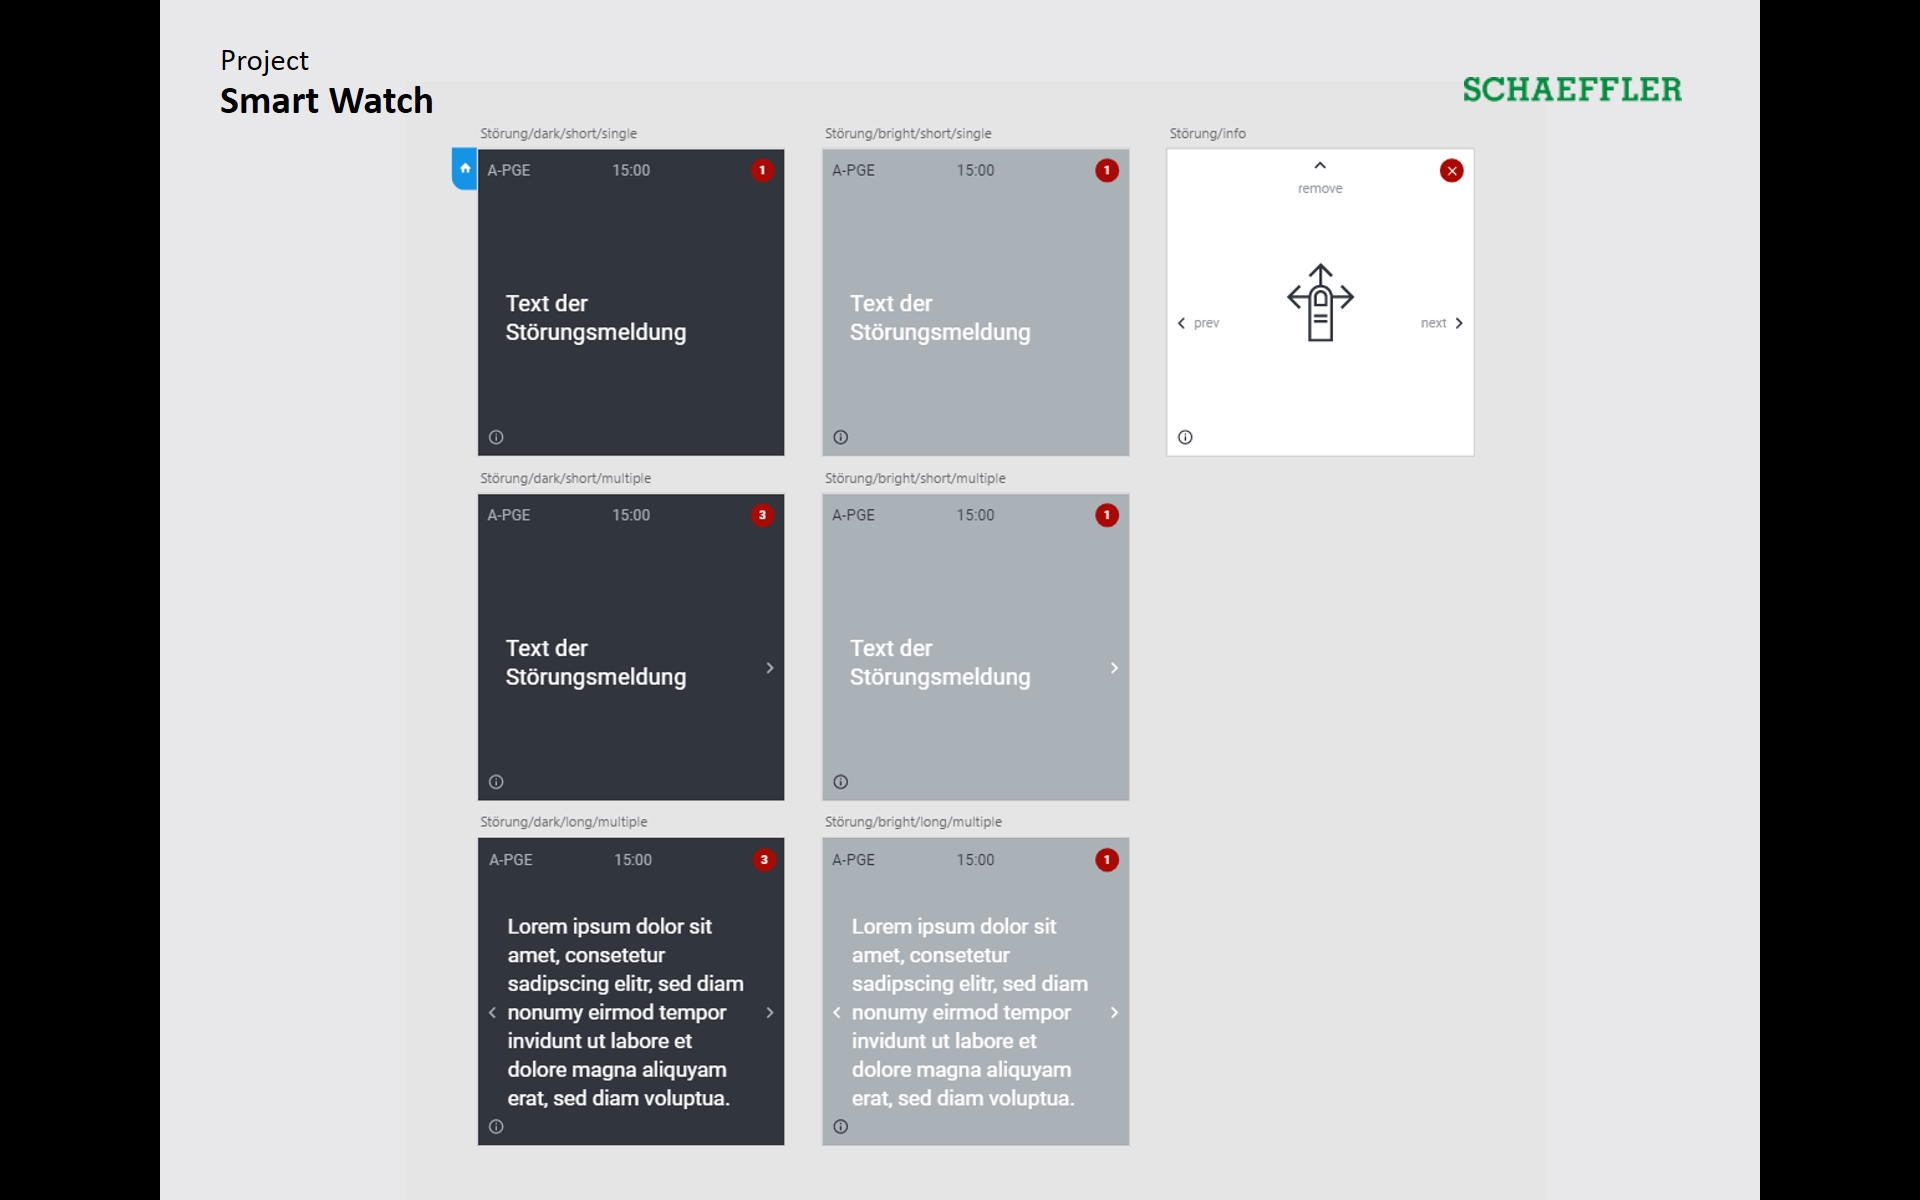 Project
Smart Watch
SCHAEFFLER
Störung/dark/short/single
A-PGE 15:00 1
Text der
Störungsmeldung
Störung/bright/short/single
A-PGE 15:00 1
Text der
Störungsmeldung
Störung/info
remove
prev
next
Störung/dark/short/multiple
A-PGE 15:00 3
Text der
Störungsmeldung
Störung/bright/short/multiple
A-PGE 15:00 1
Text der
Störungsmeldung
Störung/dark/long/multiple
A-PGE 15:00 3
Lorem ipsum dolor sit
amet, consetetur
sadipscing elitr, sed diam
nonumy eirmod tempor
invidunt ut labore et
dolore magna aliquyam
erat, sed diam voluptua.
Störung/bright/long/multiple
A-PGE 15:00 1
Lorem ipsum dolor sit
amet, consetetur
sadipscing elitr, sed diam
nonumy eirmod tempor
invidunt ut labore et
dolore magna aliquyam
erat, sed diam voluptua.